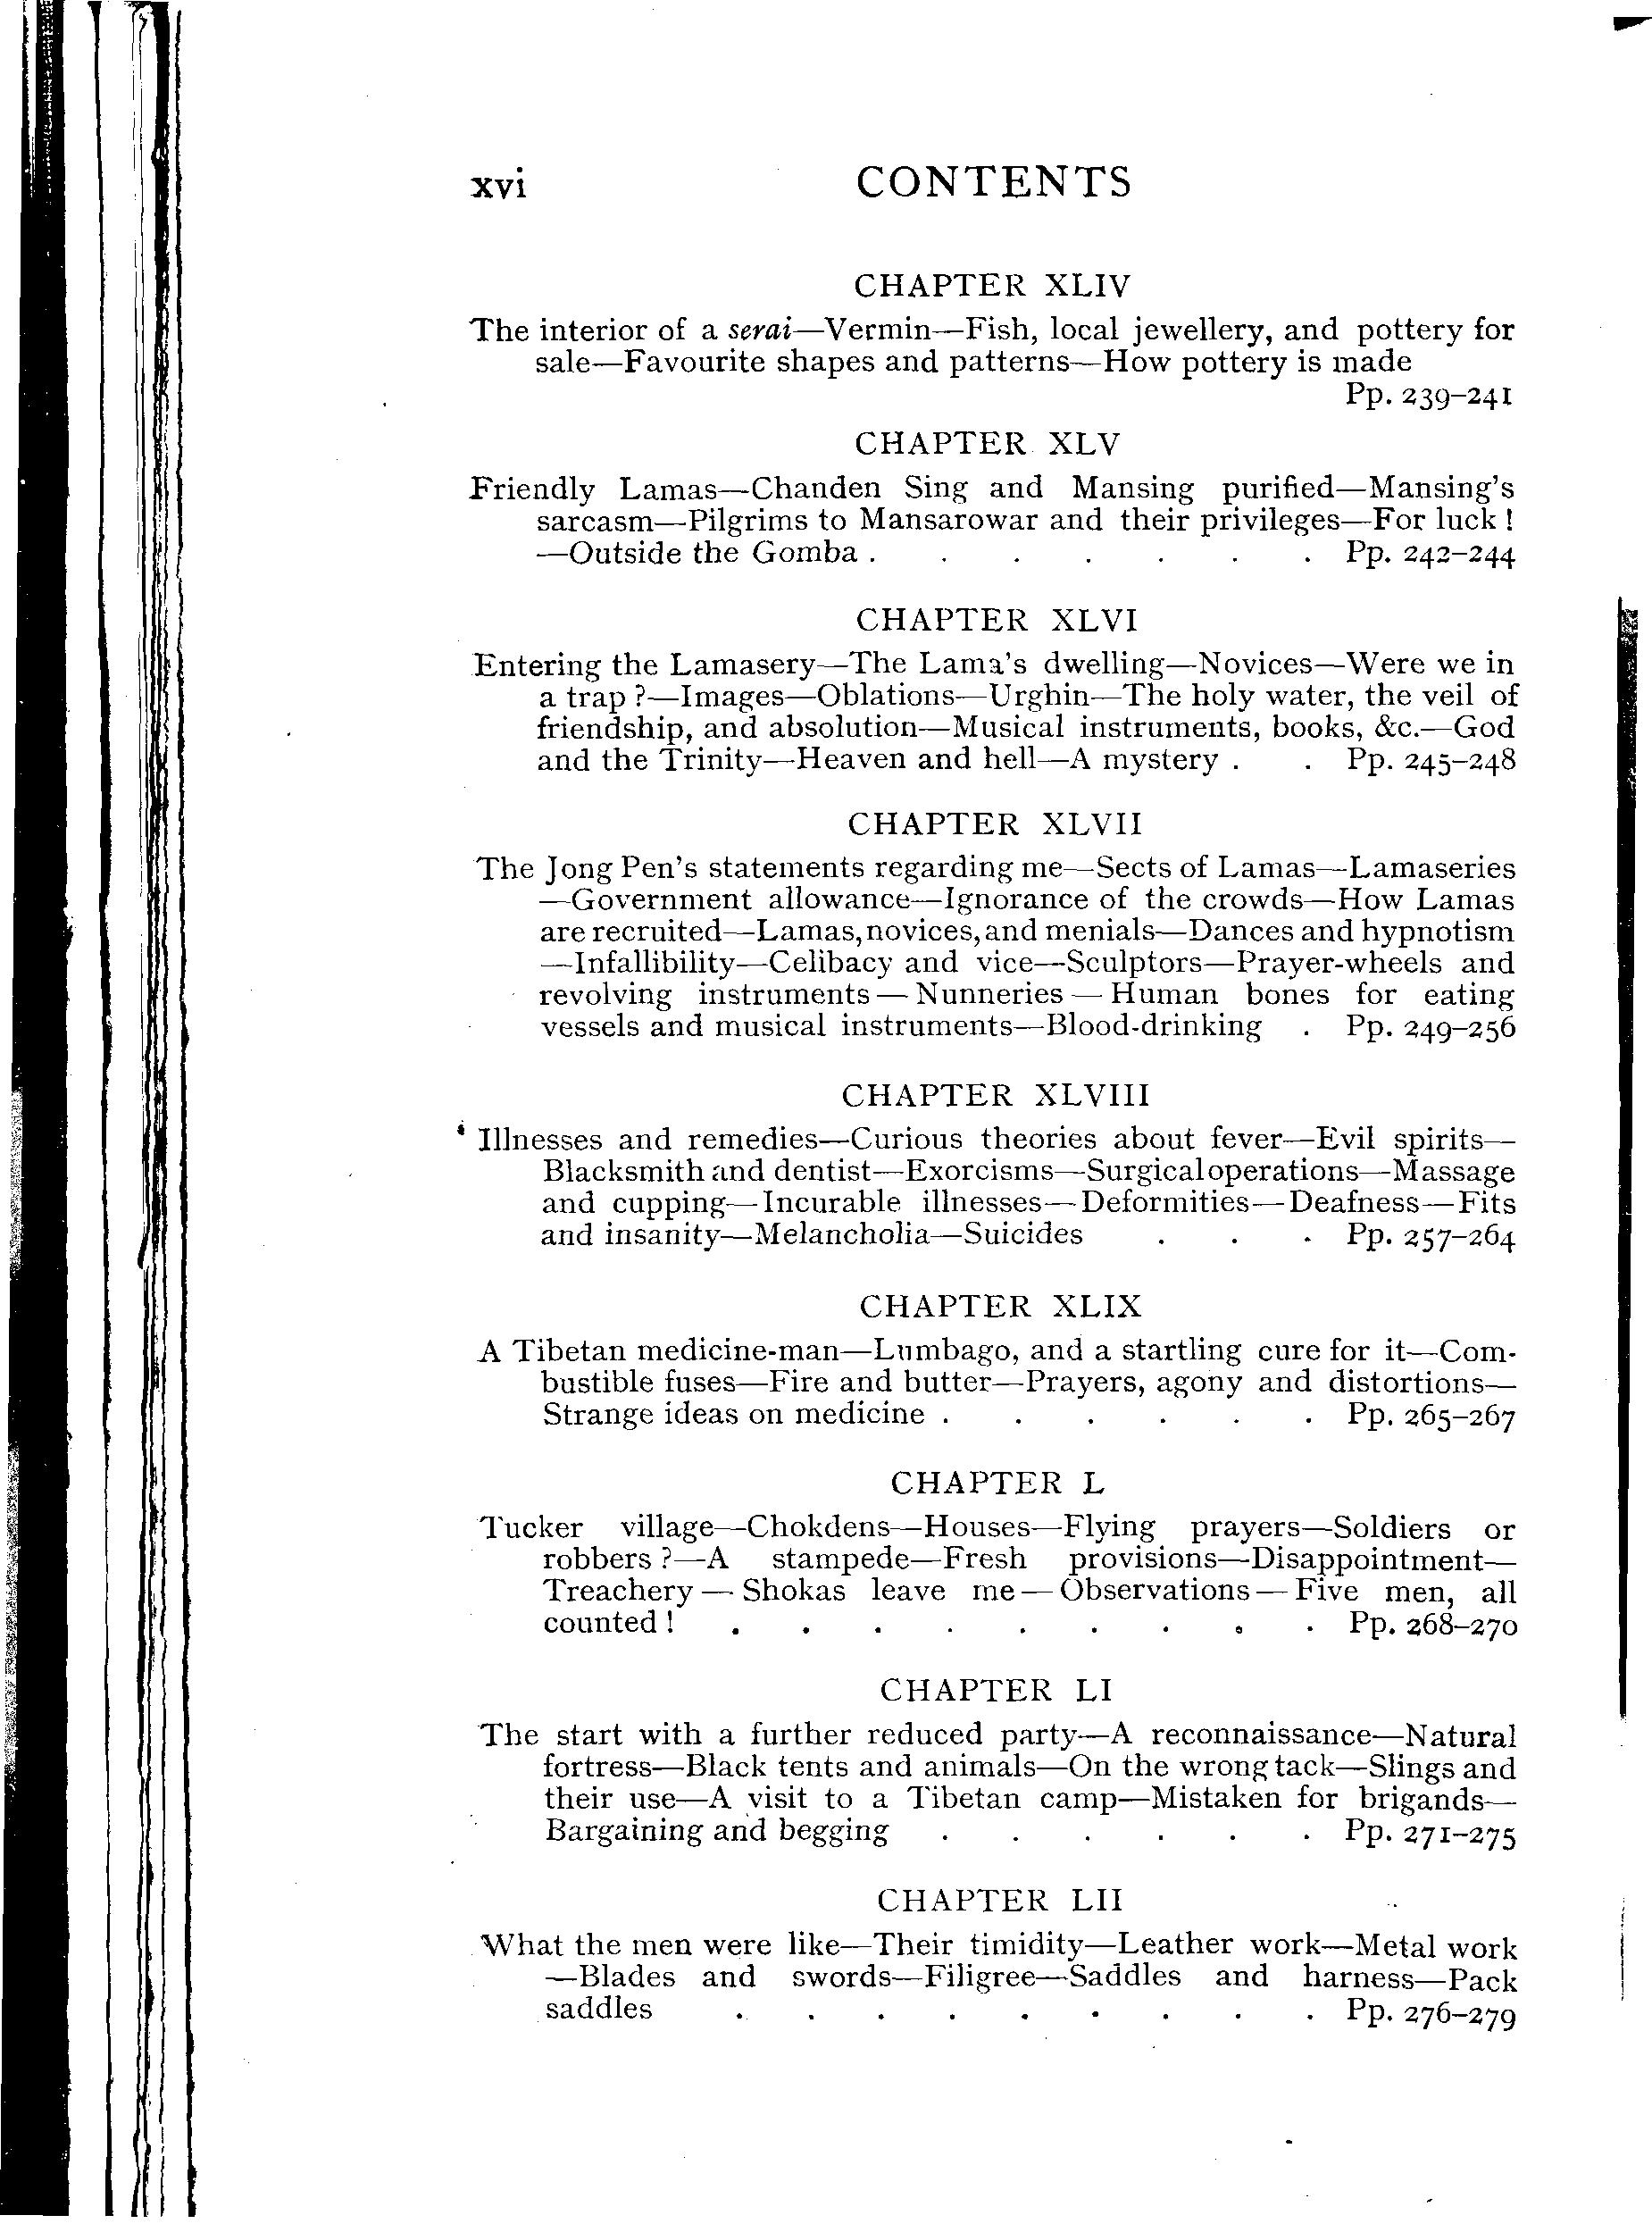 xvi CONTENTS
CHAPTER XLIV
The interior of a serai—Vermin—Fish, local jewellery, and pottery for
sale—Favourite shapes and patterns—How pottery is made
Pp. 239–241
CHAPTER XLV
Friendly Lamas—Chanden Sing and Mansing purified—Mansing's
sarcasm—Pilgrims to Mansarowar and their privileges—For luck !
—Outside the Gomba . . . . . . . Pp. 242–244
CHAPTER XLVI
Entering the Lamasery—The Lama's dwelling—Novices—Were we in
a trap ?—Images—Oblations—Urghin—The holy water, the veil of
friendship, and absolution—Musical instruments, books, &c.—God
and the Trinity—Heaven and hell—A mystery . . Pp. 245–248
CHAPTER XLVII
The Jong Pen's statements regarding me—Sects of Lamas—Lamaseries
—Government allowance—Ignorance of the crowds—How Lamas
are recruited—Lamas, novices, and menials—Dances and hypnotism
—Infallibility—Celibacy and vice—Sculptors—Prayer-wheels and
revolving instruments — Nunneries — Human bones for eating
vessels and musical instruments—Blood-drinking . Pp. 249–256
CHAPTER XLVIII
Illnesses and remedies—Curious theories about fever—Evil spirits—
Blacksmith and dentist—Exorcisms—Surgical operations—Massage
and cupping—Incurable illnesses—Deformities—Deafness—Fits
and insanity—Melancholia—Suicides . . . Pp. 257–264
CHAPTER XLIX
A Tibetan medicine-man—Lumbago, and a startling cure for it—Com-
bustible fuses—Fire and butter—Prayers, agony and distortions—
Strange ideas on medicine . . . . . . Pp. 265–267
CHAPTER L
Tucker village—Chokdens—Houses—Flying prayers—Soldiers or
robbers ?—A stampede—Fresh provisions—Disappointment—
Treachery — Shokas leave me — Observations — Five men, all
counted ! . . . . . . . . . Pp. 268–270
CHAPTER LI
The start with a further reduced party—A reconnaissance—Natural
fortress—Black tents and animals—On the wrong tack—Slings and
their use—A visit to a Tibetan camp—Mistaken for brigands—
Bargaining and begging . . . . . . Pp. 271–275
CHAPTER LII
What the men were like—Their timidity—Leather work—Metal work
—Blades and swords—Filigree—Saddles and harness—Pack
saddles . . . . . . . . . Pp. 276–279